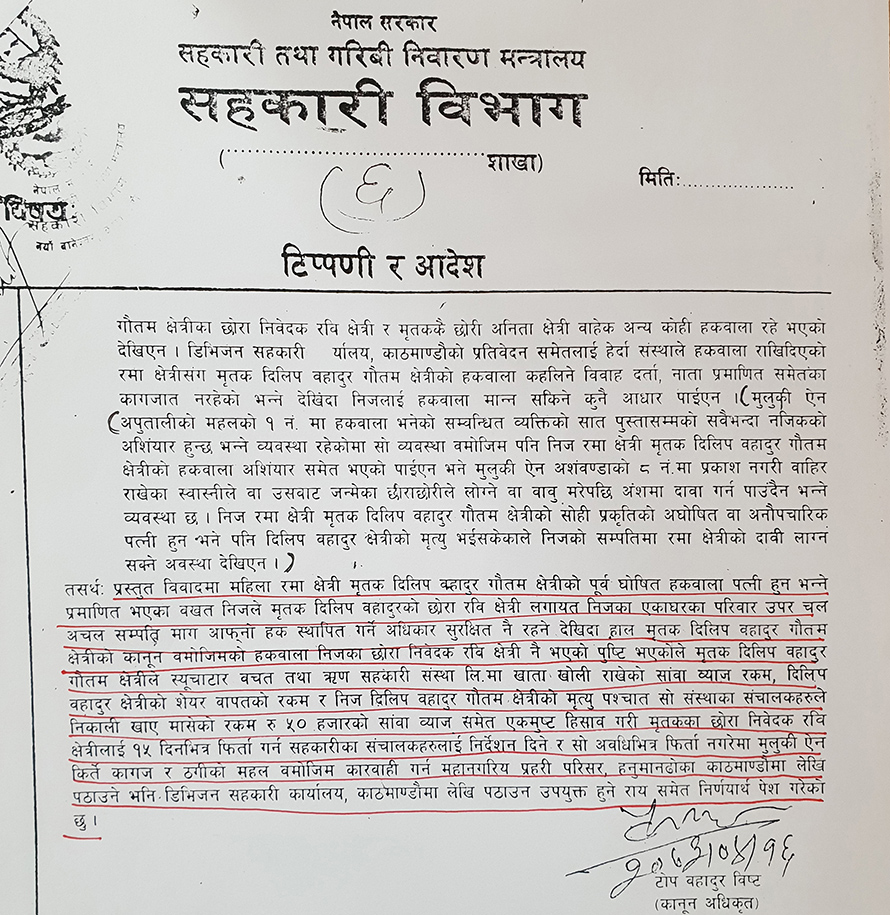 नेपाल सरकार
सहकारी तथा गरिबी निवारण मन्त्रालय
सहकारी विभाग
(............................................शाखा)
(६)
मितिः...................
नेपाल
विषयः
सहकारी
नयाँ
टिप्पणी र आदेश
गौतम क्षेत्रीका छोरा निवेदक रवि क्षेत्री र मृतककै छोरी अनिता क्षेत्री वाहेक अन्य कोही हकवाला रहे भएको
देखिएन । डिभिजन सहकारी र्यालय, काठमाण्डौको प्रतिवेदन समेतलाई हेर्दा संस्थाले हकवाला राखिदिएको
रमा क्षेत्रीसंग मृतक दिलिप वहादुर गौतम क्षेत्रीको हकवाला कहलिने विवाह दर्ता, नाता प्रमाणित समेतका
कागजात नरहेको भन्ने देखिंदा निजलाई हकवाला मान्न सकिने कुनै आधार पाईएन । (मुलुकी ऐन
(अपुतालीको महलको १ नं. मा हकवाला भनेको सम्वन्धित व्यक्तिको सात पुस्तासम्मको सवैभन्दा नजिकको
अशियार हुन्छ भन्ने व्यवस्था रहेकोमा सो व्यवस्था वमोजिम पनि निज रमा क्षेत्री मृतक दिलिप वहादुर गौतम
क्षेत्रीको हकवाला अशियार समेत भएको पाईएन भने मुलुकी ऐन अशंवण्डाको ८ नं.मा प्रकाश नगरी वाहिर
राखेका स्वास्नीले वा उसवाट जन्मेका छोराछोरीले लोग्ने वा वावु मरेपछि अंशमा दावा गर्न पाउंदैन भन्ने
व्यवस्था छ । निज रमा क्षेत्री मृतक दिलिप वहादुर गौतम क्षेत्रीको सोही प्रकृतिको अघोषित वा अनौपचारिक
पत्नी हुन भने पनि दिलिप वहादुर क्षेत्रीको मृत्यु भईसकेकाले निजको सम्पतिमा रमा क्षेत्रीको दावी लाग्न
सक्ने अवस्था देखिएन । )
तसर्थः प्रस्तुत विवादमा महिला रमा क्षेत्री मृतक दिलिप वहादुर गौतम क्षेत्रीको पूर्व घोषित हकवाला पत्नी हुन भन्ने
प्रमाणित भएका वखत निजले मृतक दिलिप वहादुरको छोरा रवि क्षेत्री लगायत निजका एकाघरका परिवार उपर चल
अचल सम्पति माग आफ्नो हक स्थापित गर्ने अधिकार सुरक्षित नै रहने देखिदा हाल मृतक दिलिप वहादुर गौतम
क्षेत्रीको कानून वमोजिमको हकवाला निजका छोरा निवेदक रवि क्षेत्री नै भएको पुष्टि भएकोले मृतक दिलिप वहादुर
गौतम क्षेत्रीले स्यूचाटार वचत तथा ऋण सहकारी संस्था लि.मा खाता खोली राखेको सांवा व्याज रकम, दिलिप
वहादुर क्षेत्रीको शेयर वापतको रकम र निज दिलिप वहादुर गौतम क्षेत्रीको मृत्यु पश्चात सो संस्थाका संचालकहरुले
निकाली खाए मासेको रकम रु ५० हजारको सांवा व्याज समेत एकमुष्ट हिसाव गरी मृतकका छोरा निवेदक रवि
क्षेत्रीलाई १५ दिनभित्र फिर्ता गर्न सहकारीका संचालकहरुलाई निर्देशन दिने र सो अवधिभित्र फिर्ता नगरेमा मुलुकी ऐन
किर्ते कागज र ठगीको महल वमोजिम कारवाही गर्न महानगरिय प्रहरी परिसर, हनुमानढोका काठमाण्डौमा लेखि
पठाउने भनि डिभिजन सहकारी कार्यालय, काठमाण्डौमा लेखि पठाउन उपयुक्त हुने राय समेत निर्णयार्थ पेश गरेको
छु ।
टोप वहादुर विष्ट
(कानून अधिकृत)